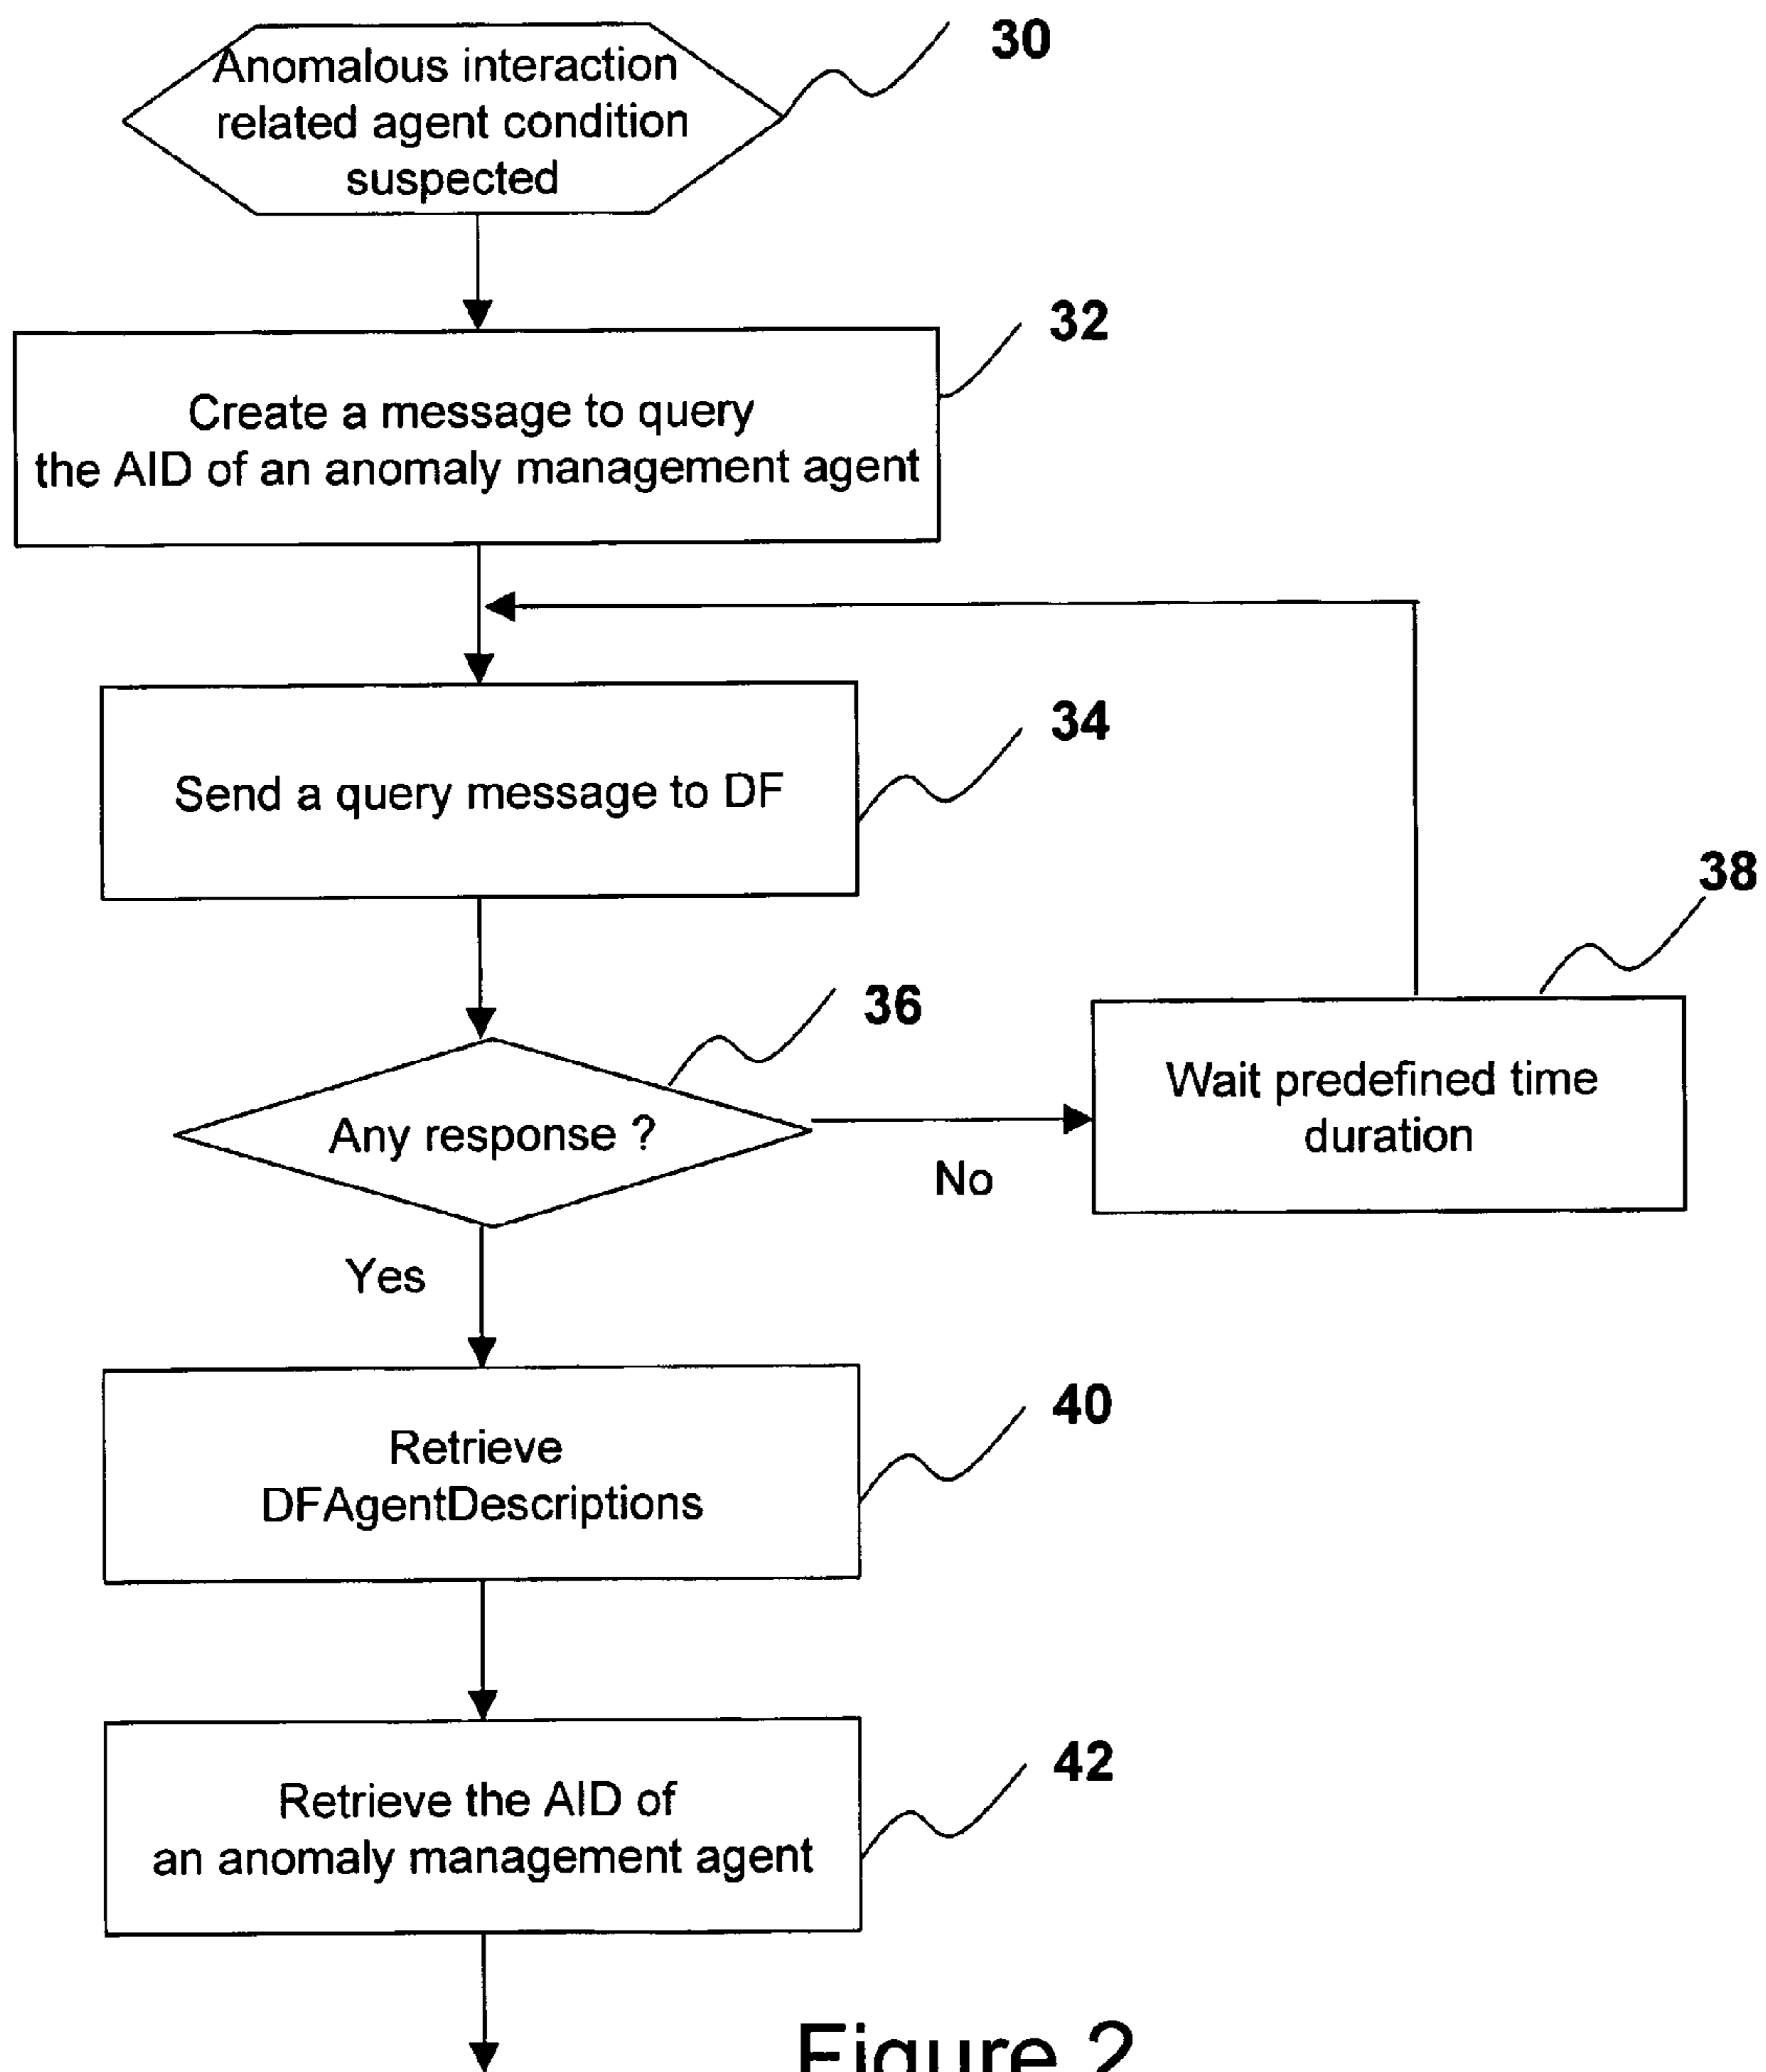 30
Anomalous interaction
related agent condition
suspected
32
Create a message to query
the AID of an anomaly management agent
34
Send a query message to DF
38
36
Any response ?
Wait predefined time
duration
No
Yes
40
Retrieve
DFAgentDescriptions
42
Retrieve the AID of
an anomaly management agent
Figure 2